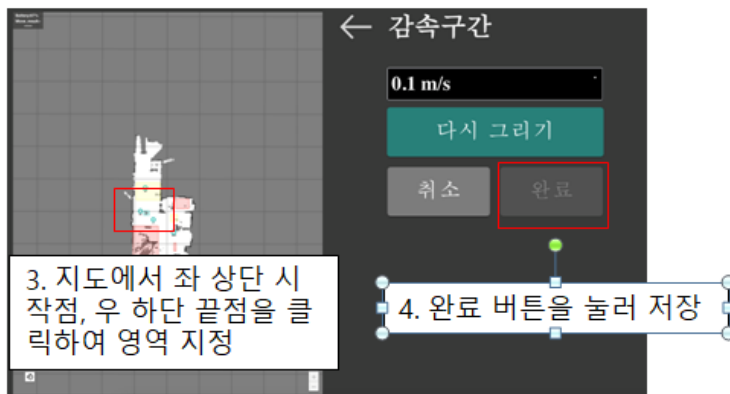 감속구간
0.1 m/s
다시 그리기
취소
완료
3. 지도에서 좌 상단 시
작점, 우 하단 끝점을 클
릭하여 영역 지정
4. 완료 버튼을 눌러 저장